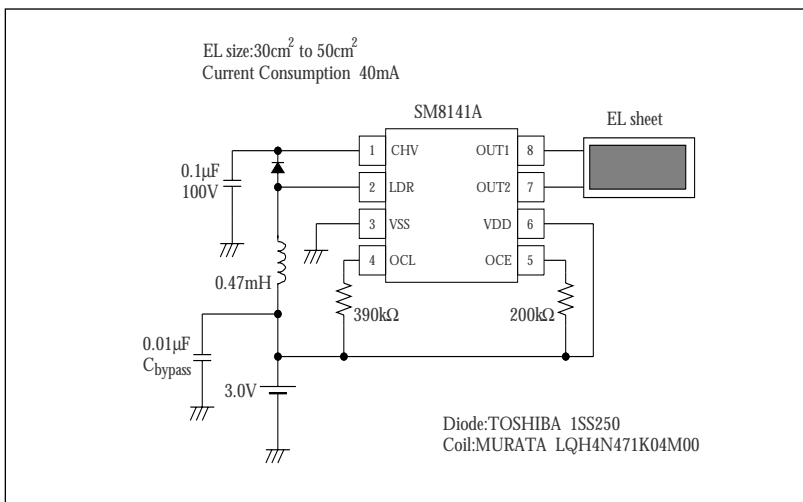 EL size:30cm2 to 50cm2
Current Consumption 40mA
SM8141A
EL sheet
1 CHV OUT1 8
0.1µF
100V
2 LDR OUT2 7
3 VSS VDD 6
4 OCL OCE 5
0.47mH
390kΩ 200kΩ
0.01µF
Cbypass
3.0V
Diode:TOSHIBA 1SS250
Coil:MURATA LQH4N471K04M00